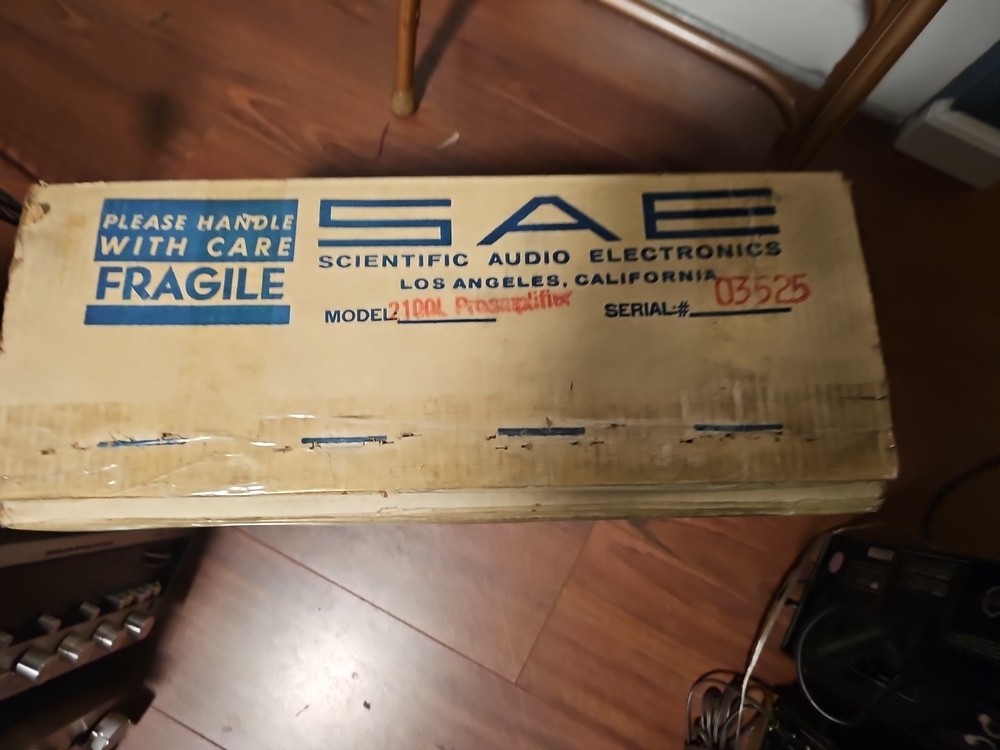 PLEASE HANDLE
WITH CARE
FRAGILE
SAE
SCIENTIFIC AUDIO ELECTRONICS
LOS ANGELES, CALIFORNIA
MODEL 2100L Preamplifier SERIAL # 03525